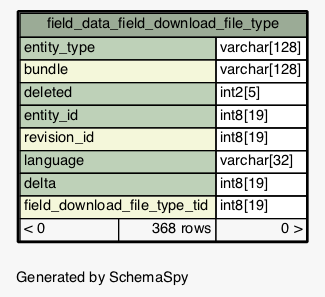 field_data_field_download_file_type
entity_type varchar[128]
bundle varchar[128]
deleted int2[5]
entity_id int8[19]
revision_id int8[19]
language varchar[32]
delta int8[19]
field_download_file_type_tid int8[19]
< 0 368 rows 0 >
Generated by SchemaSpy